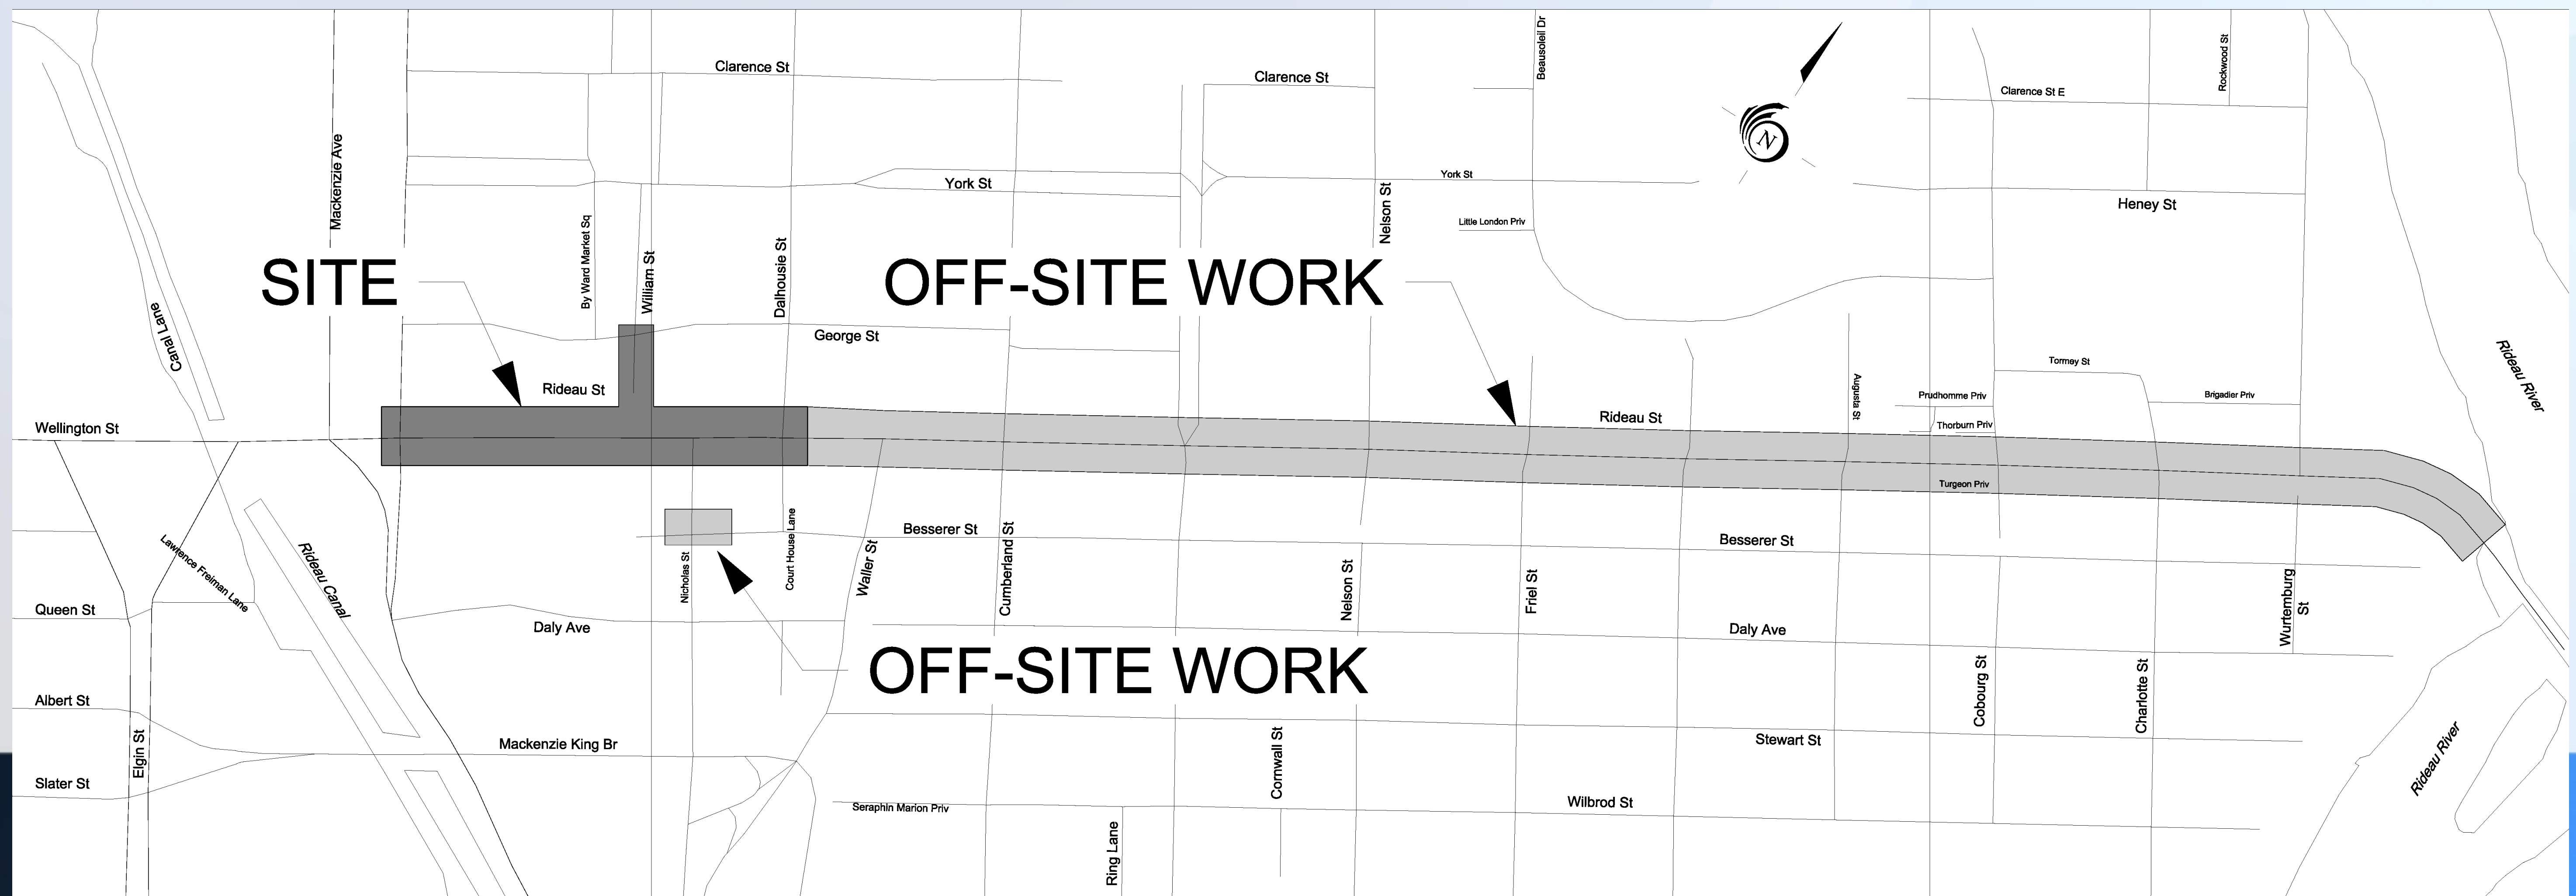 Beausoleil Dr
Rockwood St
Clarence St
Clarence St
Clarence St E
Mackenzie Ave
N
York St
York St
Nelson St
Heney St
Little London Priv
By Ward Market Sq
William St
Dalhousie St
SITE
OFF-SITE WORK
Canal Lane
George St
Rideau River
Tormey St
Augusta St
Rideau St
Prudhomme Priv
Brigadier Priv
Rideau St
Thorburn Priv
Wellington St
Turgeon Priv
Besserer St
Besserer St
Lawrence Freiman Lane
Rideau Canal
Nicholas St
Court House Lane
Waller St
Cumberland St
Nelson St
Friel St
Wurtemburg
St
Queen St
Daly Ave
Daly Ave
OFF-SITE WORK
Cobourg St
Charlotte St
Albert St
Elgin St
Mackenzie King Br
Cornwall St
Stewart St
Rideau River
Slater St
Seraphin Marion Priv
Wilbrod St
Ring Lane